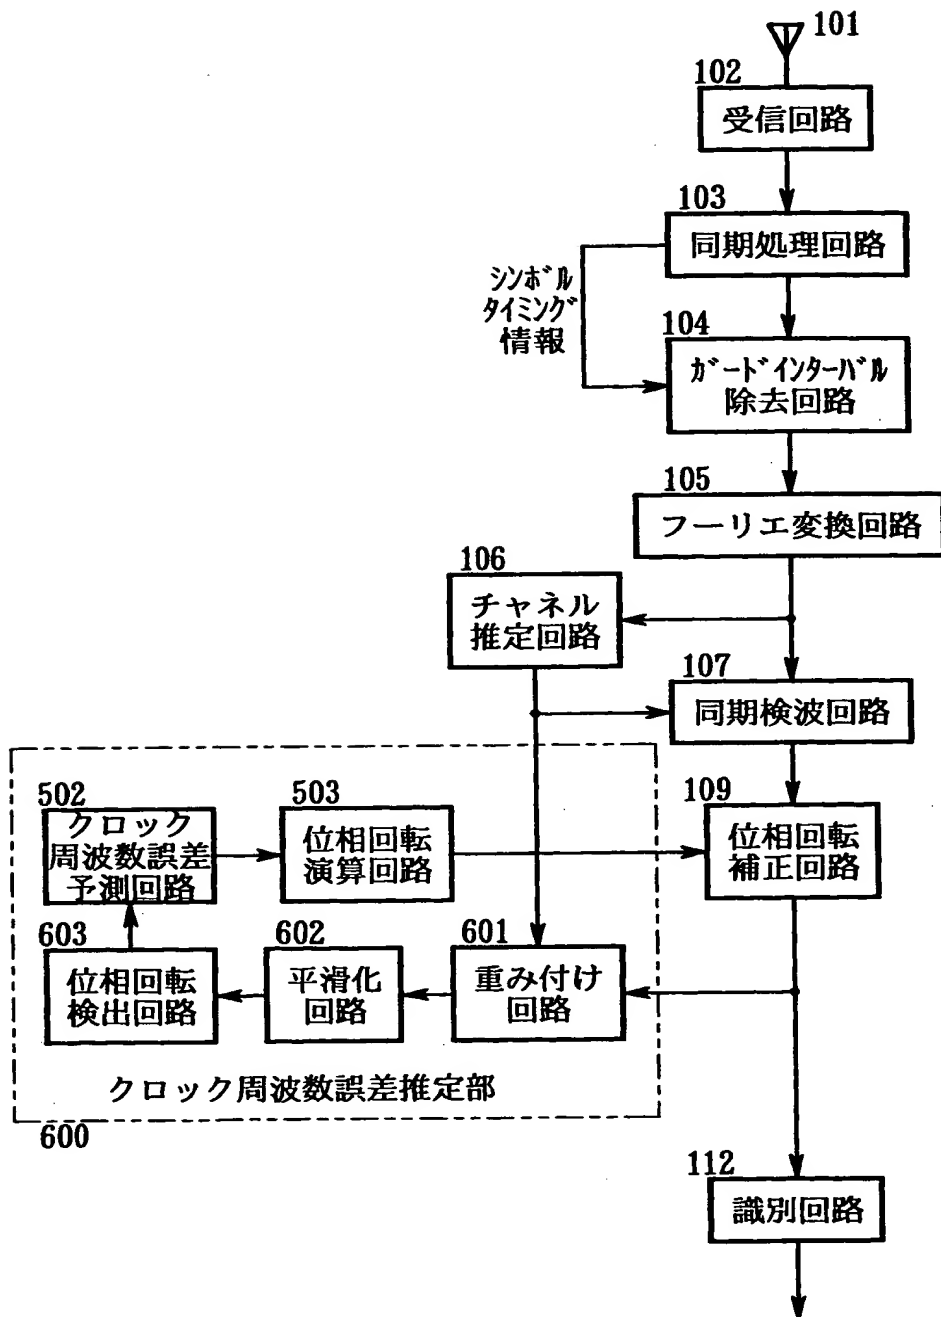 101
102
受信回路
103
同期処理回路
シンボル
タイミング
情報
104
ガードインターバル
除去回路
105
フーリエ変換回路
106
チャネル
推定回路
107
同期検波回路
502
クロック
周波数誤差
予測回路
503
位相回転
演算回路
109
位相回転
補正回路
603
位相回転
検出回路
602
平滑化
回路
601
重み付け
回路
クロック周波数誤差推定部
600
112
識別回路